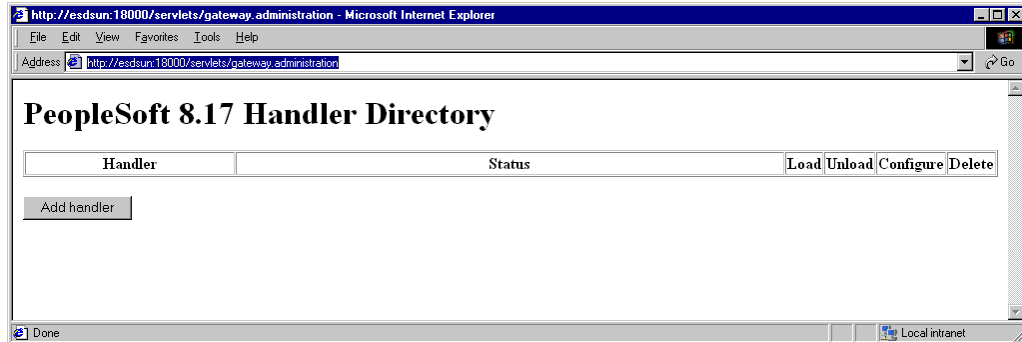 http://esdsun:18000/servlets/gateway.administration - Microsoft Internet Explorer
File Edit View Favorites Tools Help
Address http://esdsun:18000/servlets/gateway.administration Go
PeopleSoft 8.17 Handler Directory
Handler Status Load Unload Configure Delete
Add handler
Done Local intranet